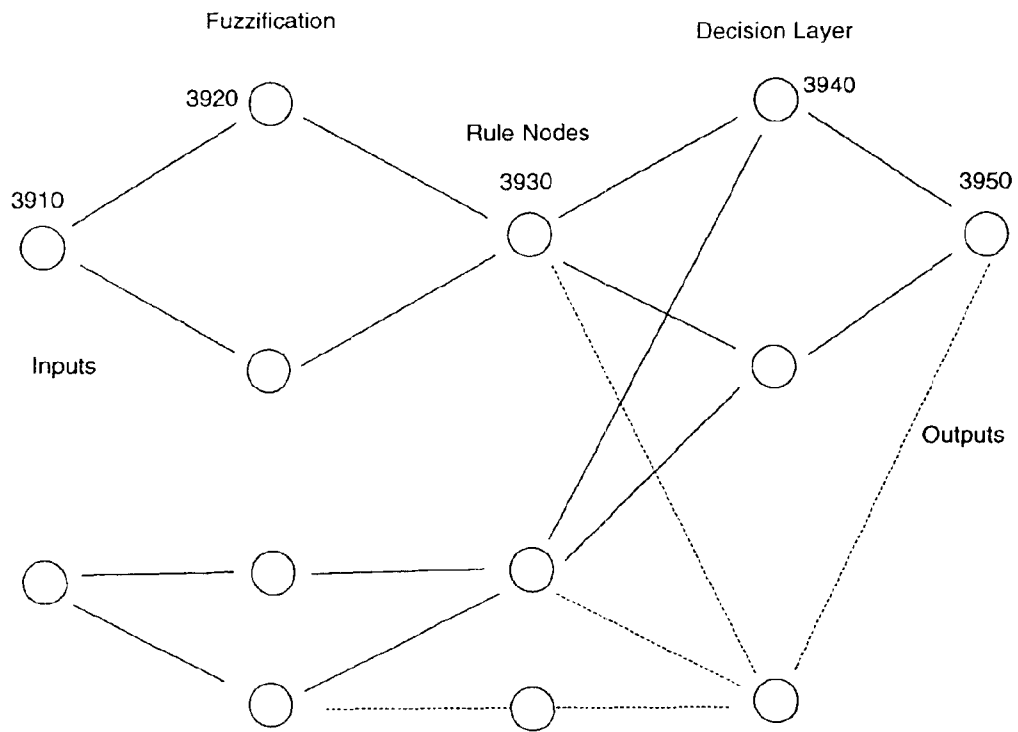 Fuzzification
Decision Layer
3920
3940
Rule Nodes
3930
3950
3910
Inputs
Outputs